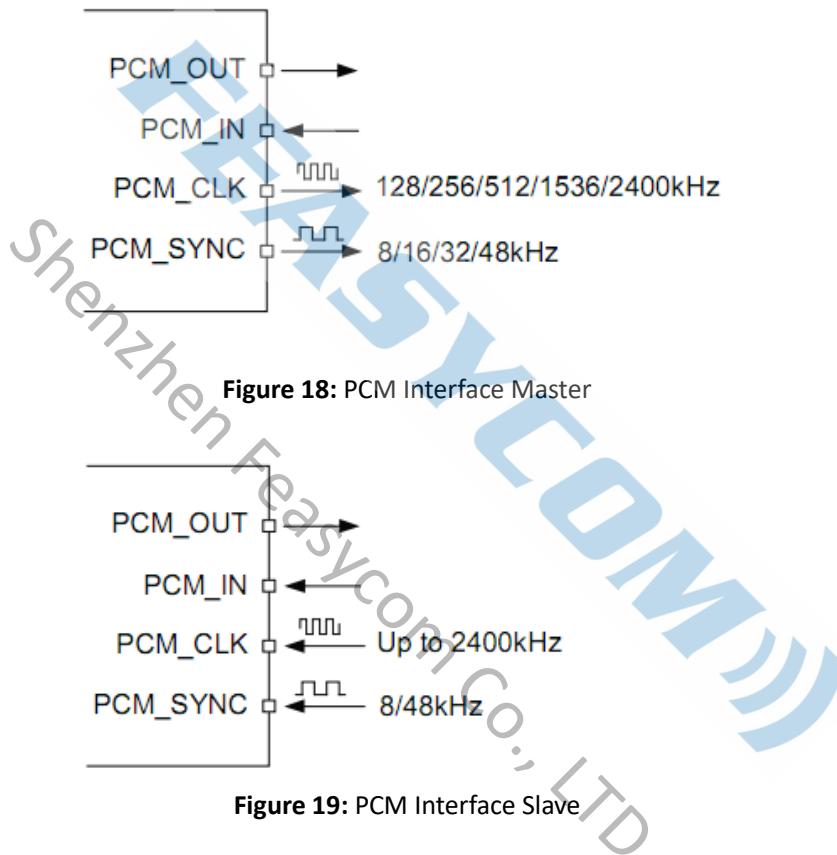 PCM_OUT
PCM_IN
PCM_CLK 128/256/512/1536/2400kHz
PCM_SYNC 8/16/32/48kHz
Figure 18: PCM Interface Master
PCM_OUT
PCM_IN
PCM_CLK Up to 2400kHz
PCM_SYNC 8/48kHz
Figure 19: PCM Interface Slave
FEASYCOM
Shenzhen Feasycom Co., LTD